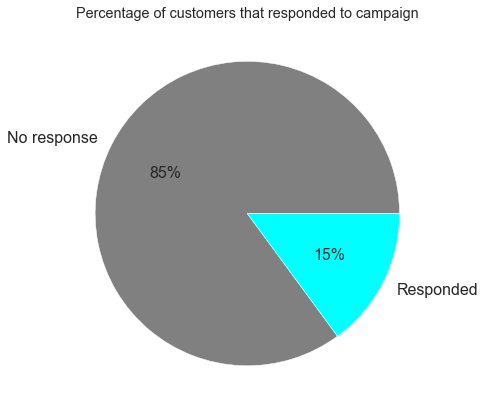 Percentage of customers that responded to campaign
No response
85%
15%
Responded